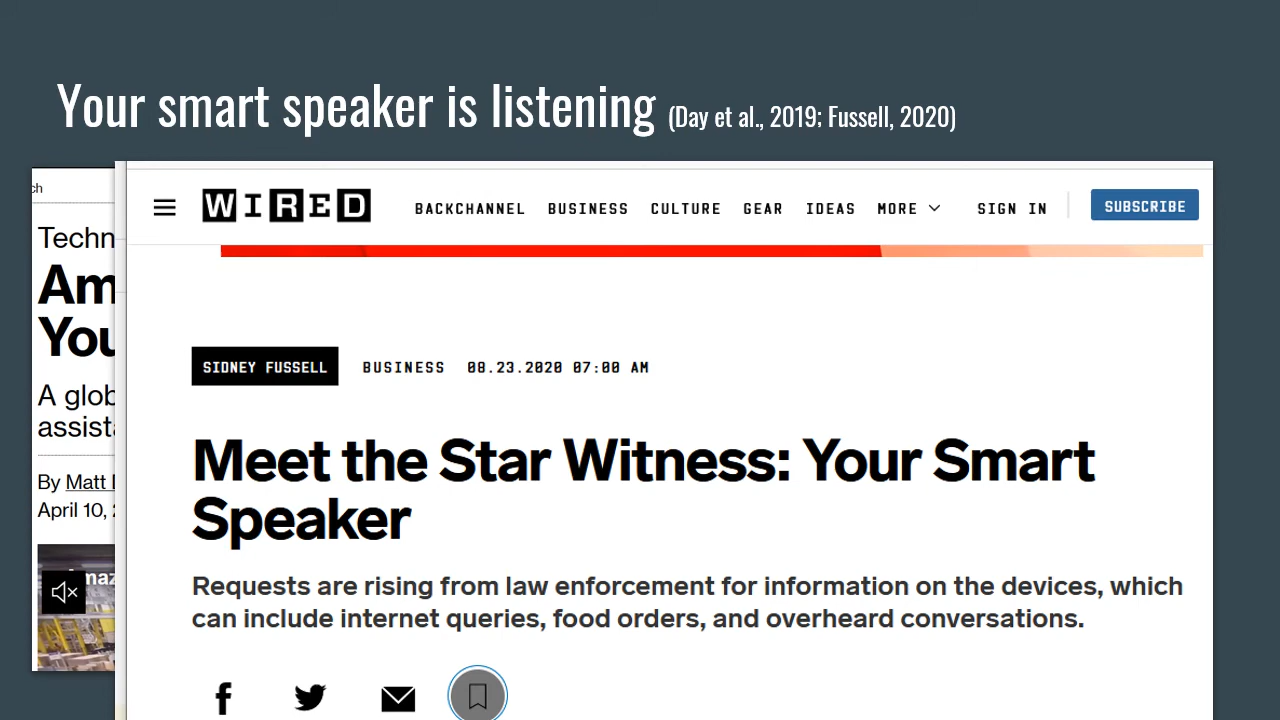 Your smart speaker is listening (Day et al., 2019; Fussell, 2020)
ch
Techn
Am
You
A glob
assist
By Matt
April 10,
maz
WIRED
BACKCHANNEL BUSINESS CULTURE GEAR IDEAS MORE SIGN IN SUBSCRIBE
SIDNEY FUSSELL BUSINESS 08.23.2020 07:00 AM
Meet the Star Witness: Your Smart
Speaker
Requests are rising from law enforcement for information on the devices, which
can include internet queries, food orders, and overheard conversations.